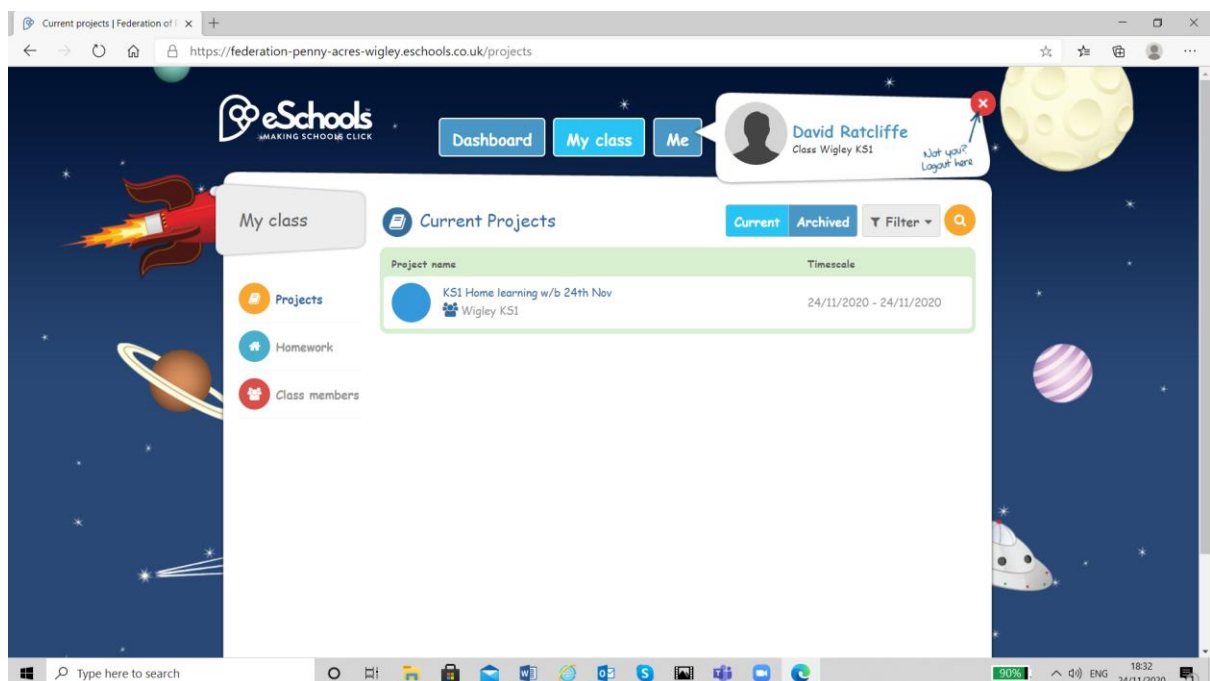 Current projects | Federation of
https://federation-penny-acres-wigley.eschools.co.uk/projects
eSchools
MAKING SCHOOLS CLICK
Dashboard
My class
Me
David Ratcliffe
Class Wigley KS1
Not you?
Logout here
My class
Current Projects
Current
Archived
Filter
Project name
Timescale
KS1 Home learning w/b 24th Nov
24/11/2020 - 24/11/2020
Wigley KS1
Projects
Homework
Class members
Type here to search
90%
ENG
18:32
24/11/2020